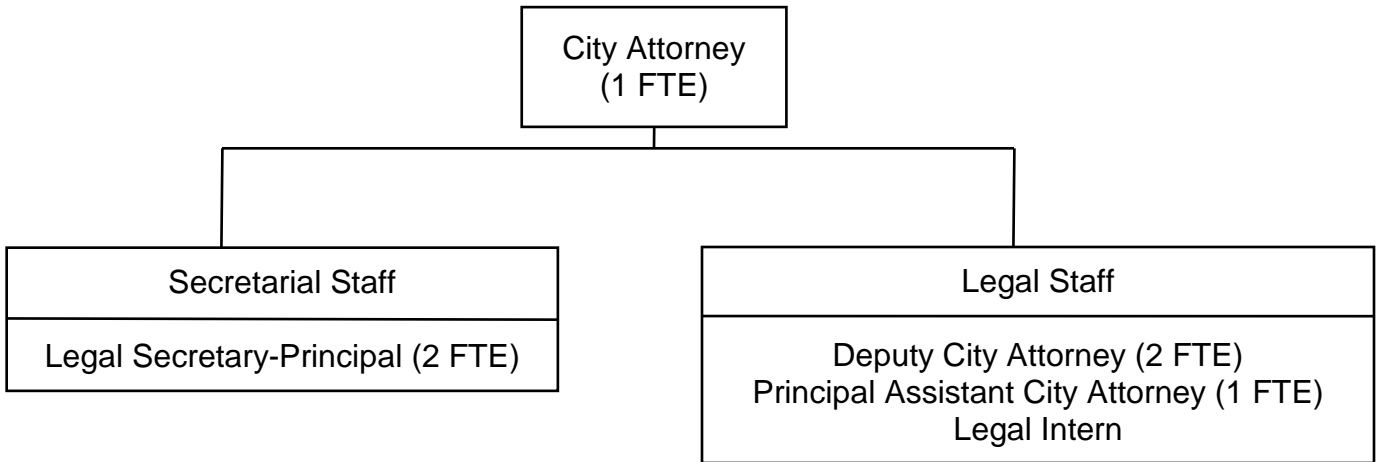 City Attorney
(1 FTE)
Secretarial Staff
Legal Secretary-Principal (2 FTE)
Legal Staff
Deputy City Attorney (2 FTE)
Principal Assistant City Attorney (1 FTE)
Legal Intern